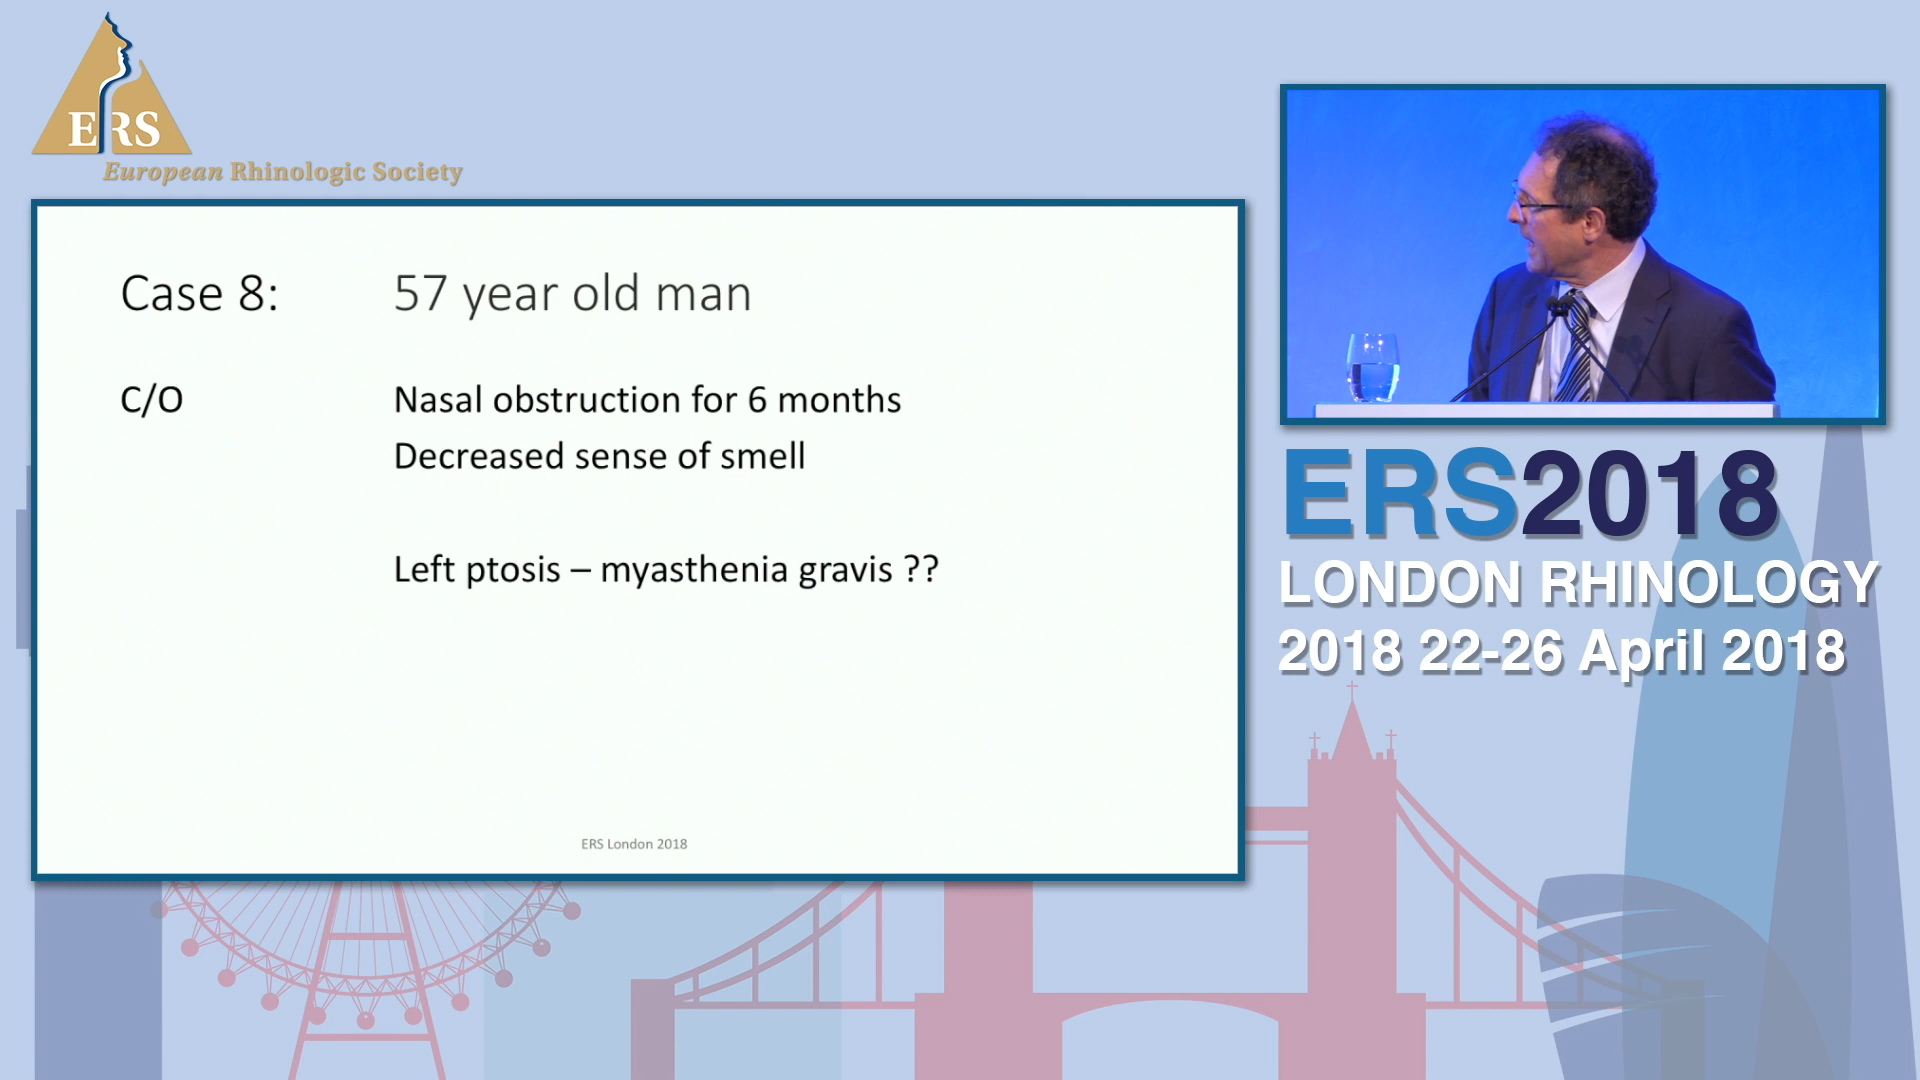 ERS
European Rhinologic Society
Case 8: 57 year old man
C/O Nasal obstruction for 6 months
Decreased sense of smell
Left ptosis – myasthenia gravis ??
ERS London 2018
ERS2018
LONDON RHINOLOGY
2018 22-26 April 2018